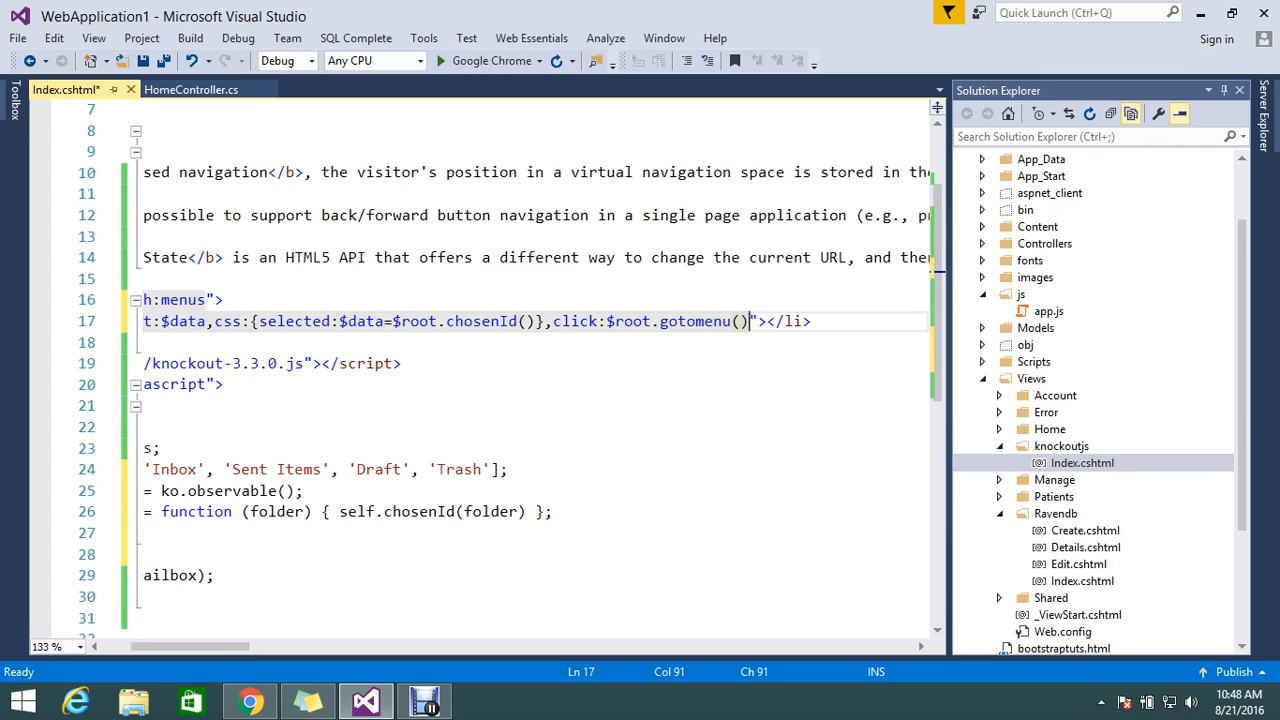 WebApplication1 - Microsoft Visual Studio
Quick Launch (Ctrl+Q)
File Edit View Project Build Debug Team SQL Complete Tools Test Web Essentials Analyze Window Help
Sign in
Debug Any CPU Google Chrome
Toolbox
Index.cshtml* HomeController.cs
7
8
9
10 sed navigation</b>, the visitor's position in a virtual navigation space is stored in the
11
12 possible to support back/forward button navigation in a single page application (e.g., pr
13
14 State</b> is an HTML5 API that offers a different way to change the current URL, and ther
15
16 h:menus">
17 t:$data,css:{selected:$data=$root.chosenId()},click:$root.gotomenu()"></li>
18
19 /knockout-3.3.0.js"></script>
20 ascript">
21
22
23 s;
24 'Inbox', 'Sent Items', 'Draft', 'Trash'];
25 = ko.observable();
26 = function (folder) { self.chosenId(folder) };
27
28
29 ailbox);
30
31
133 %
Solution Explorer
Search Solution Explorer (Ctrl+;)
App_Data
App_Start
aspnet_client
bin
Content
Controllers
fonts
images
js
app.js
Models
obj
Scripts
Views
Account
Error
Home
knockoutjs
Index.cshtml
Manage
Patients
Ravendb
Create.cshtml
Details.cshtml
Edit.cshtml
Index.cshtml
Shared
_ViewStart.cshtml
Web.config
bootstraptuts.html
Server Explorer
Ready Ln 17 Col 91 Ch 91 INS Publish
10:48 AM
8/21/2016